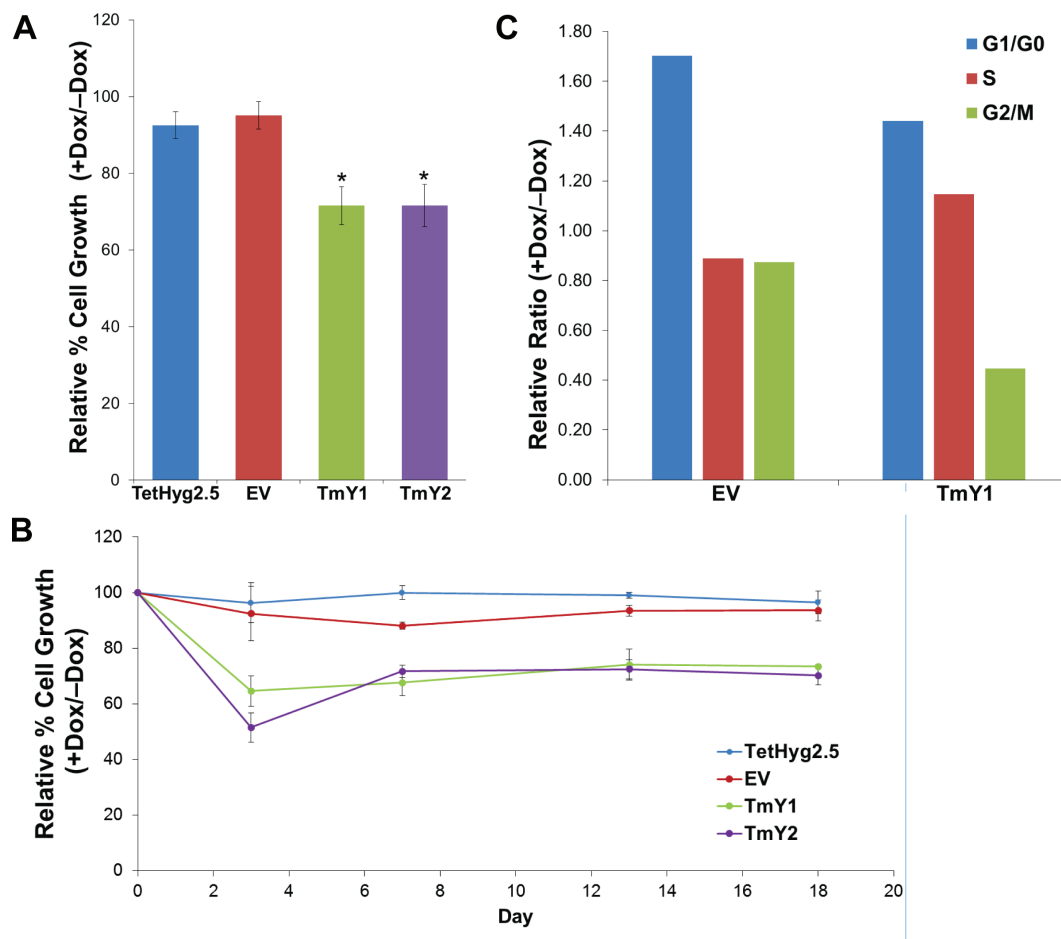 A
Relative % Cell Growth (+Dox/–Dox)
120
100
80
60
40
20
0
*
*
TetHyg2.5
EV
TmY1
TmY2
C
Relative Ratio (+Dox/–Dox)
1.80
1.60
1.40
1.20
1.00
0.80
0.60
0.40
0.20
0.00
G1/G0
S
G2/M
EV
TmY1
B
Relative % Cell Growth
(+Dox/–Dox)
120
100
80
60
40
20
0
TetHyg2.5
EV
TmY1
TmY2
0 2 4 6 8 10 12 14 16 18 20
Day